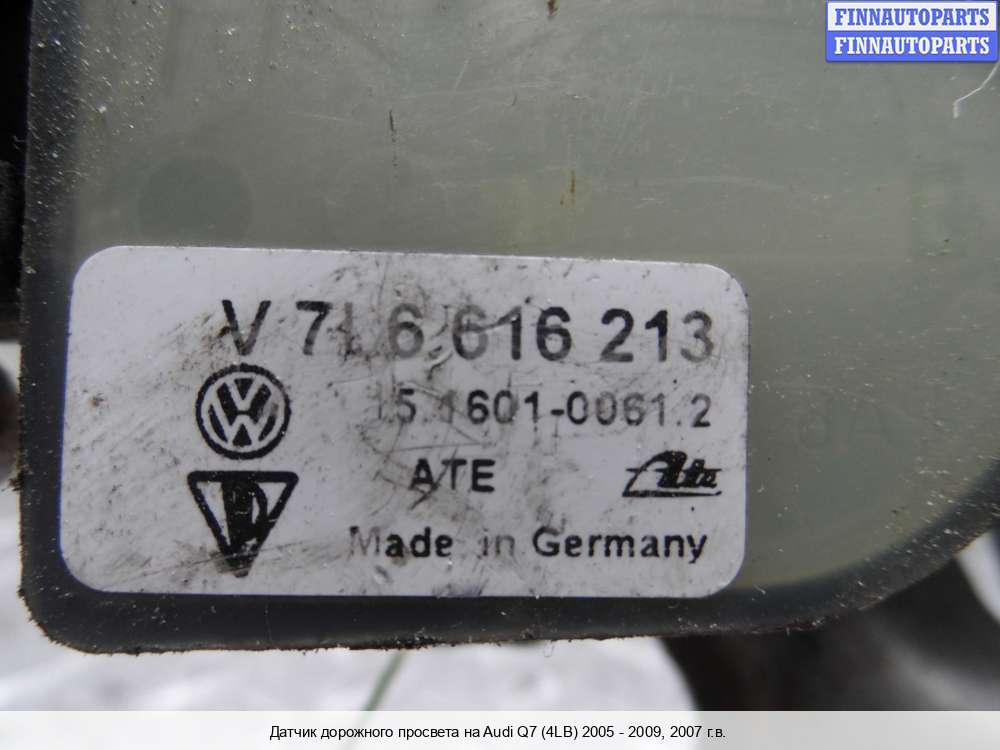 FINNAUTOPARTS
FINNAUTOPARTS
V 7L6 616 213
15.1601-0061.2
ATE
Ate
Made in Germany
Датчик дорожного просвета на Audi Q7 (4LB) 2005 - 2009, 2007 г.в.